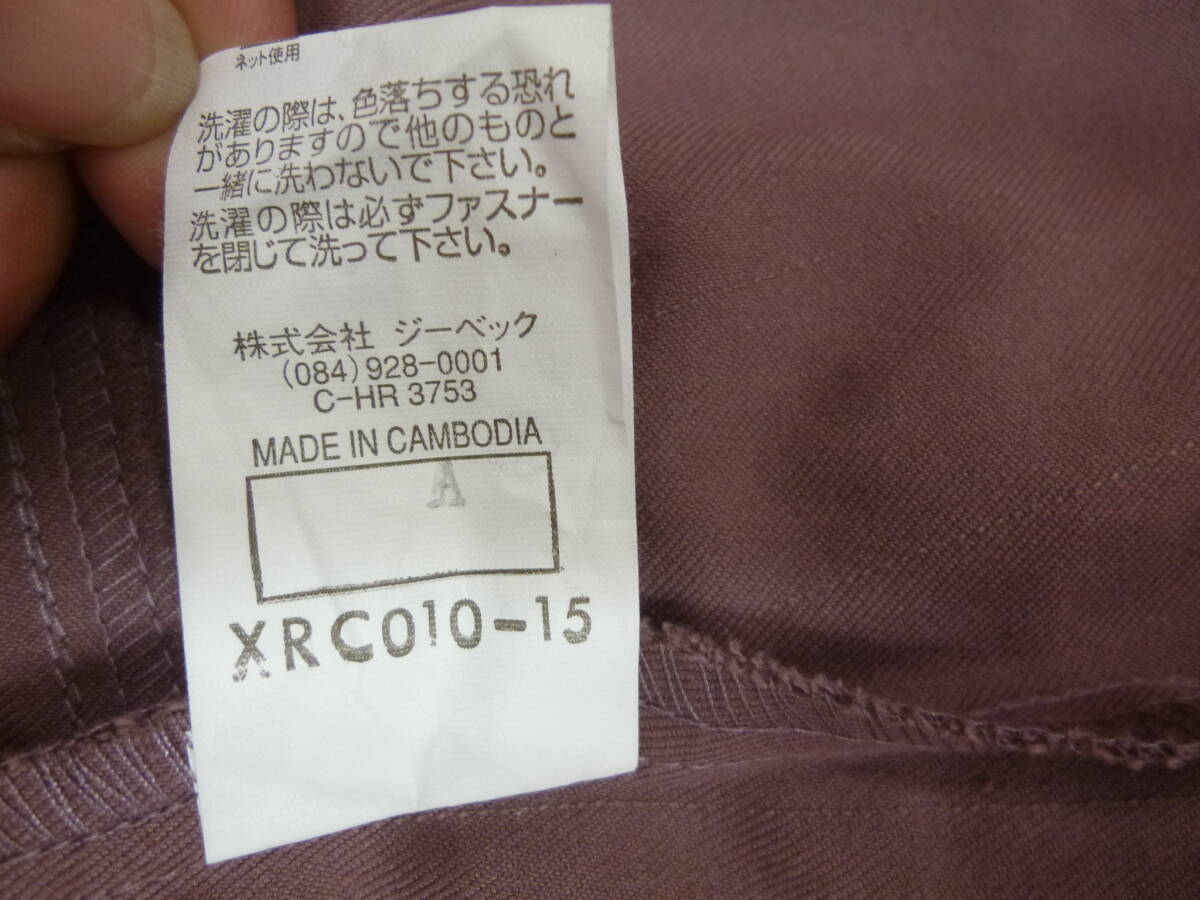 ネット使用
洗濯の際は、色落ちする恐れ
がありますので他のものと
一緒に洗わないで下さい。
洗濯の際は必ずファスナー
を閉じて洗って下さい。
株式会社 ジーベック
(084)928-0001
C-HR 3753
MADE IN CAMBODIA
A
XRC010-15